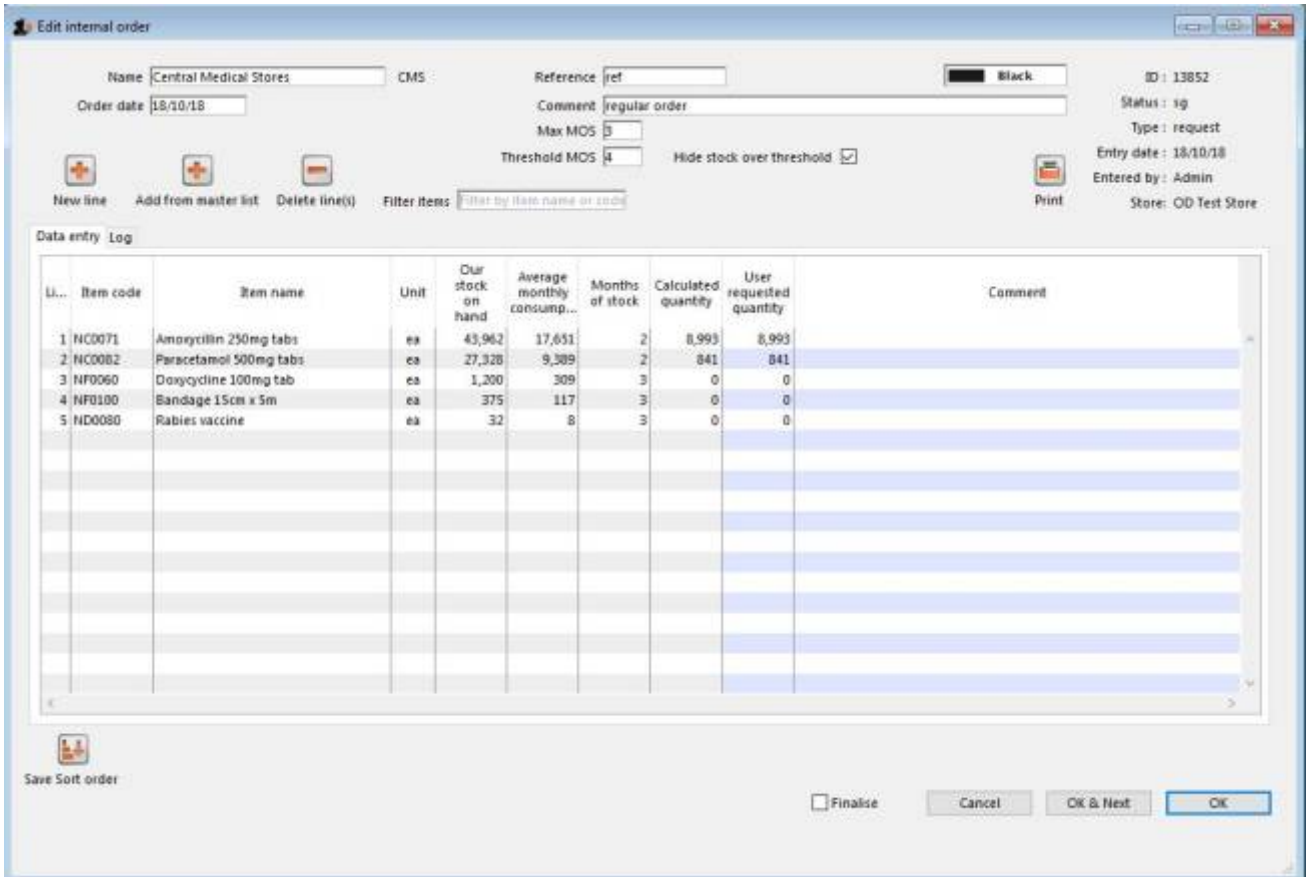 Edit internal order
Name Central Medical Stores CMS Reference ref Black ID : 13852
Order date 18/10/18 Comment regular order Status : sg
Max MOS 3 Type : request
Threshold MOS 4 Hide stock over threshold Entry date : 18/10/18
Entered by : Admin
New line Add from master list Delete line(s) Filter items Filter by item name or code Print Store: OD Test Store
Data entry Log
Li... Item code Item name Unit Our stock on hand Average monthly consump... Months of stock Calculated quantity User requested quantity Comment
1 NC0071 Amoxycillin 250mg tabs ea 43,962 17,651 2 8,993 8,993
2 NC0082 Paracetamol 500mg tabs ea 27,328 9,389 2 841 841
3 NF0060 Doxycycline 100mg tab ea 1,200 309 3 0 0
4 NF0100 Bandage 15cm x 5m ea 375 117 3 0 0
5 ND0080 Rabies vaccine ea 32 8 3 0 0
Save Sort order
Finalise Cancel OK & Next OK